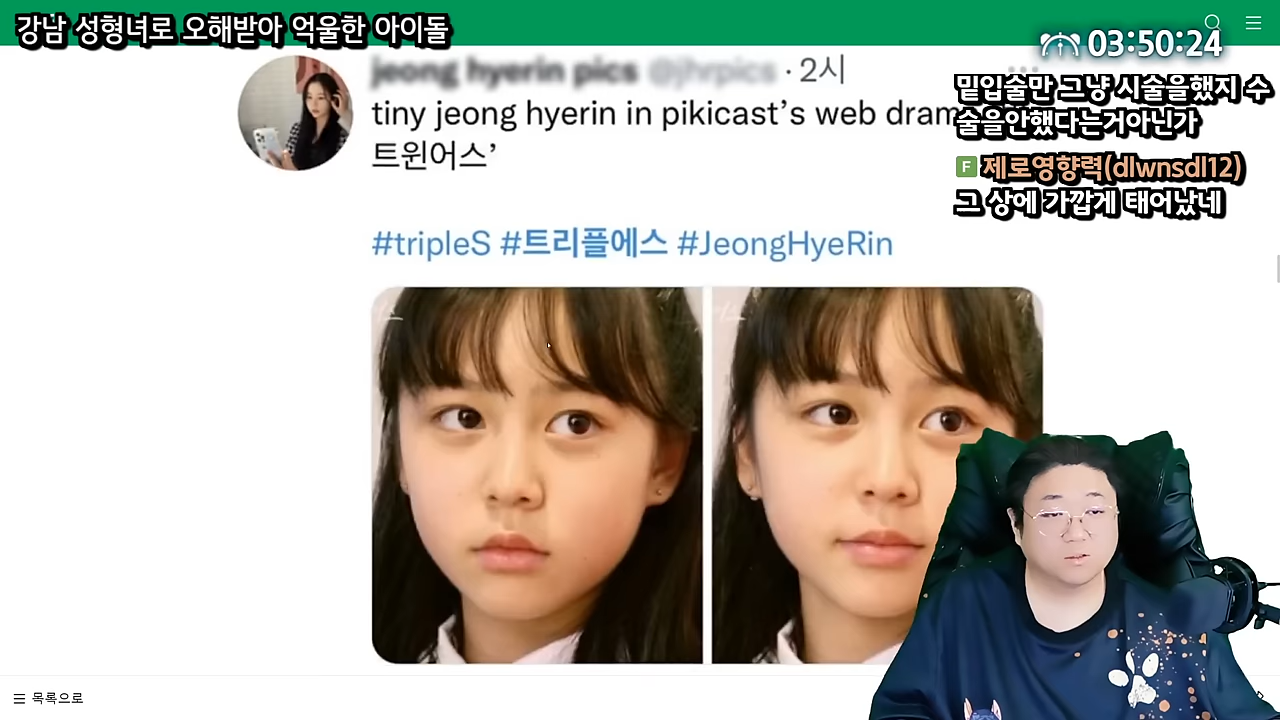 강남 성형녀로 오해받아 억울한 아이돌
03:50:24
jeong hyerin pics @jhrpics · 2시
tiny jeong hyerin in pikicast’s web dram
트윈어스’
#tripleS #트리플에스 #JeongHyeRin
밑입술만 그냥 시술을했지 수
술을안했다는거아닌가
F 제로영향력(dlwnsdl12)
그 상에 가깝게 태어났네
목록으로